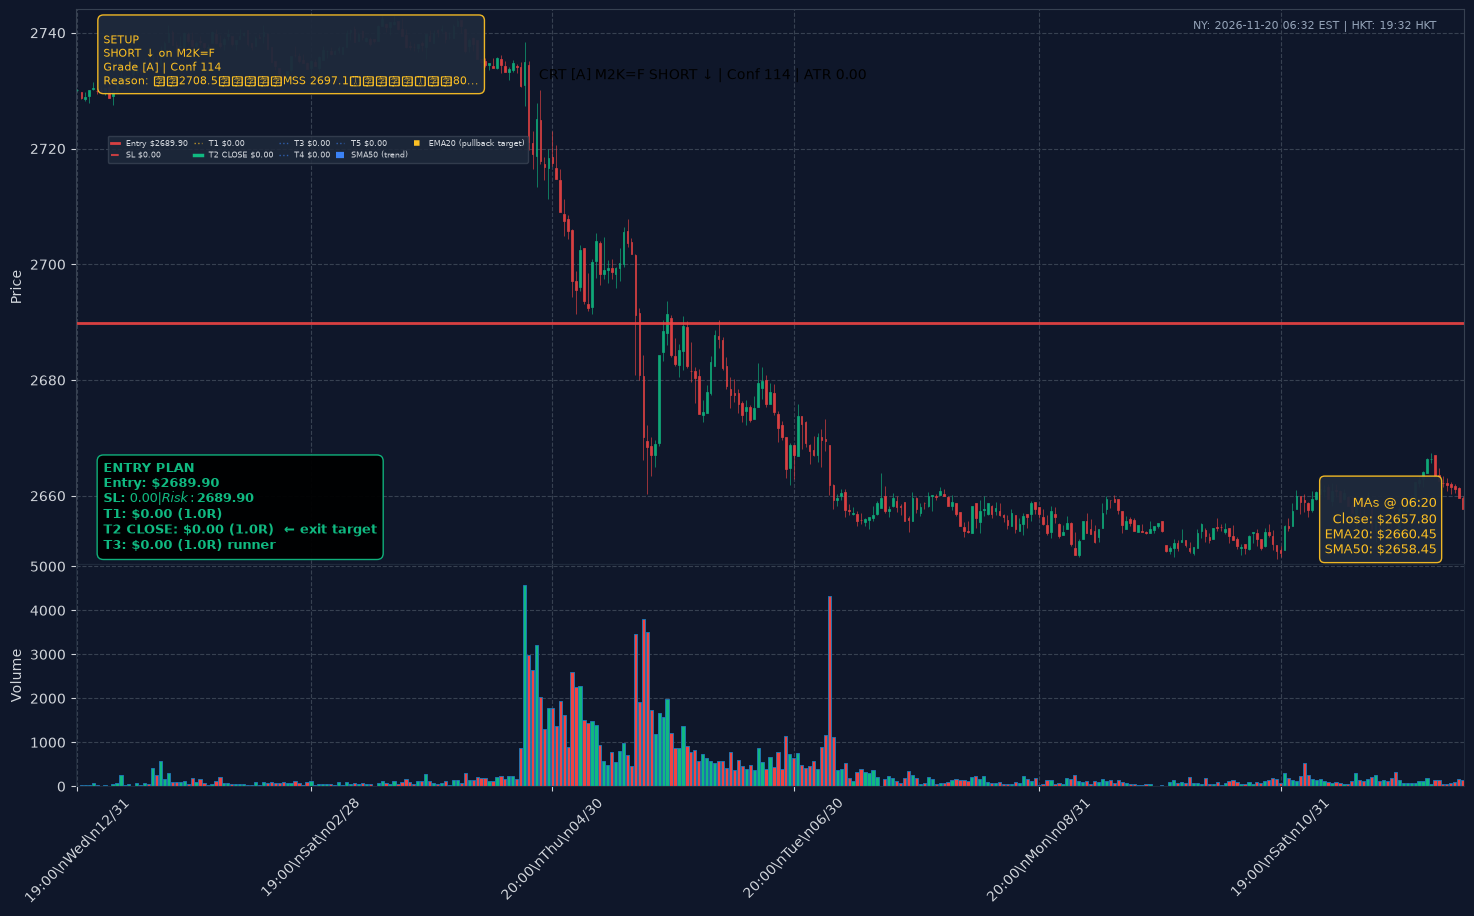 NY: 2026-11-20 06:32 EST | HKT: 19:32 HKT
SETUP
SHORT ↓ on M2K=F
Grade [A] | Conf 114
Reason: 2708.5 MSS 2697.1 80...
CRT [A] M2K=F SHORT ↓ | Conf 114 | ATR 0.00
Entry $2689.90
SL $0.00
T1 $0.00
T2 CLOSE $0.00
T3 $0.00
T4 $0.00
T5 $0.00
SMA50 (trend)
EMA20 (pullback target)
Price
2740
2720
2700
2680
2660
ENTRY PLAN
Entry: $2689.90
SL: 0.00|Risk:2689.90
T1: $0.00 (1.0R)
T2 CLOSE: $0.00 (1.0R) ← exit target
T3: $0.00 (1.0R) runner
MAs @ 06:20
Close: $2657.80
EMA20: $2660.45
SMA50: $2658.45
Volume
5000
4000
3000
2000
1000
0
19:00\nWed\n12/31
19:00\nSat\n02/28
20:00\nThu\n04/30
20:00\nTue\n06/30
20:00\nMon\n08/31
19:00\nSat\n10/31